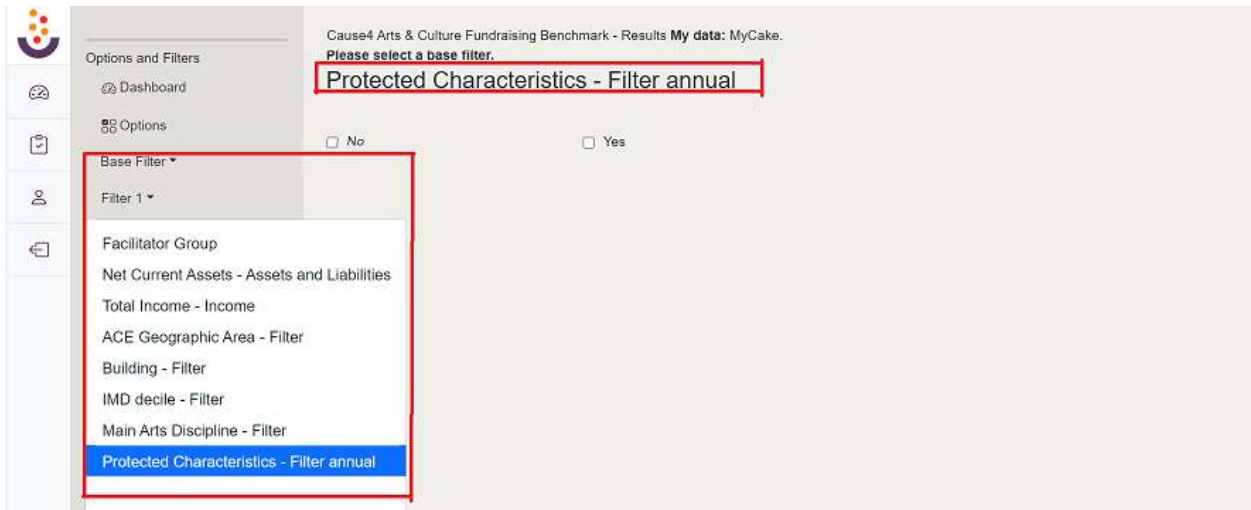 Options and Filters
Dashboard
Options
Base Filter
Filter 1
Facilitator Group
Net Current Assets - Assets and Liabilities
Total Income - Income
ACE Geographic Area - Filter
Building - Filter
IMD decile - Filter
Main Arts Discipline - Filter
Protected Characteristics - Filter annual
Cause4 Arts & Culture Fundraising Benchmark - Results My data: MyCake.
Please select a base filter.
Protected Characteristics - Filter annual
No Yes